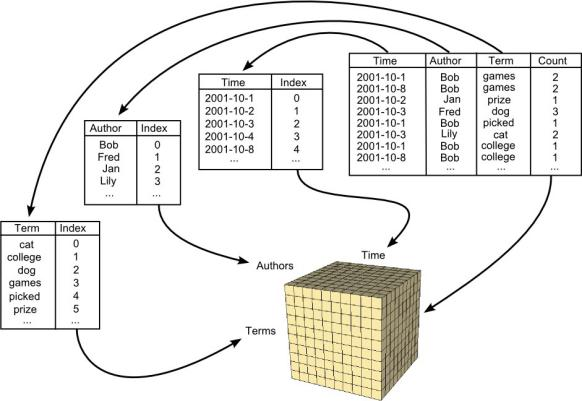 Time Author Term Count
2001-10-1 Bob games 2
2001-10-8 Bob games 2
2001-10-2 Jan prize 1
2001-10-3 Fred dog 3
2001-10-1 Bob picked 1
2001-10-3 Lily cat 2
2001-10-1 Bob college 1
2001-10-8 Bob college 1
... ... ... ...
Time Index
2001-10-1 0
2001-10-2 1
2001-10-3 2
2001-10-4 3
2001-10-8 4
... ...
Author Index
Bob 0
Fred 1
Jan 2
Lily 3
... ...
Term Index
cat 0
college 1
dog 2
games 3
picked 4
prize 5
... ...
Time
Authors
Terms